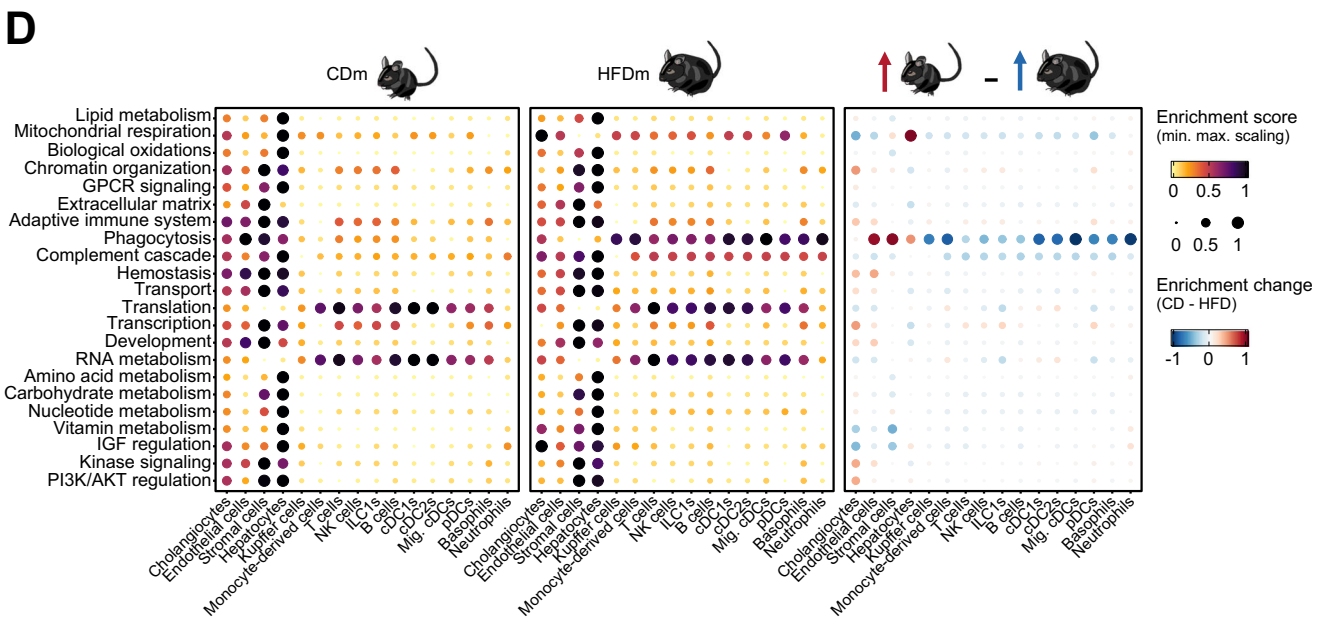 D
CDm
HFDm
–
Lipid metabolism
Mitochondrial respiration
Biological oxidations
Chromatin organization
GPCR signaling
Extracellular matrix
Adaptive immune system
Phagocytosis
Complement cascade
Hemostasis
Transport
Translation
Transcription
Development
RNA metabolism
Amino acid metabolism
Carbohydrate metabolism
Nucleotide metabolism
Vitamin metabolism
IGF regulation
Kinase signaling
PI3K/AKT regulation
Cholangiocytes
Endothelial cells
Stromal cells
Hepatocytes
Kupffer cells
Monocyte-derived cells
T cells
NK cells
ILC1s
B cells
cDC1s
cDC2s
Mig. cDCs
pDCs
Basophils
Neutrophils
Cholangiocytes
Endothelial cells
Stromal cells
Hepatocytes
Kupffer cells
Monocyte-derived cells
T cells
NK cells
ILC1s
B cells
cDC1s
cDC2s
Mig. cDCs
pDCs
Basophils
Neutrophils
Cholangiocytes
Endothelial cells
Stromal cells
Hepatocytes
Kupffer cells
Monocyte-derived cells
T cells
NK cells
ILC1s
B cells
cDC1s
cDC2s
Mig. cDCs
pDCs
Basophils
Neutrophils
Enrichment score
(min. max. scaling)
0 0.5 1
0 0.5 1
Enrichment change
(CD - HFD)
-1 0 1